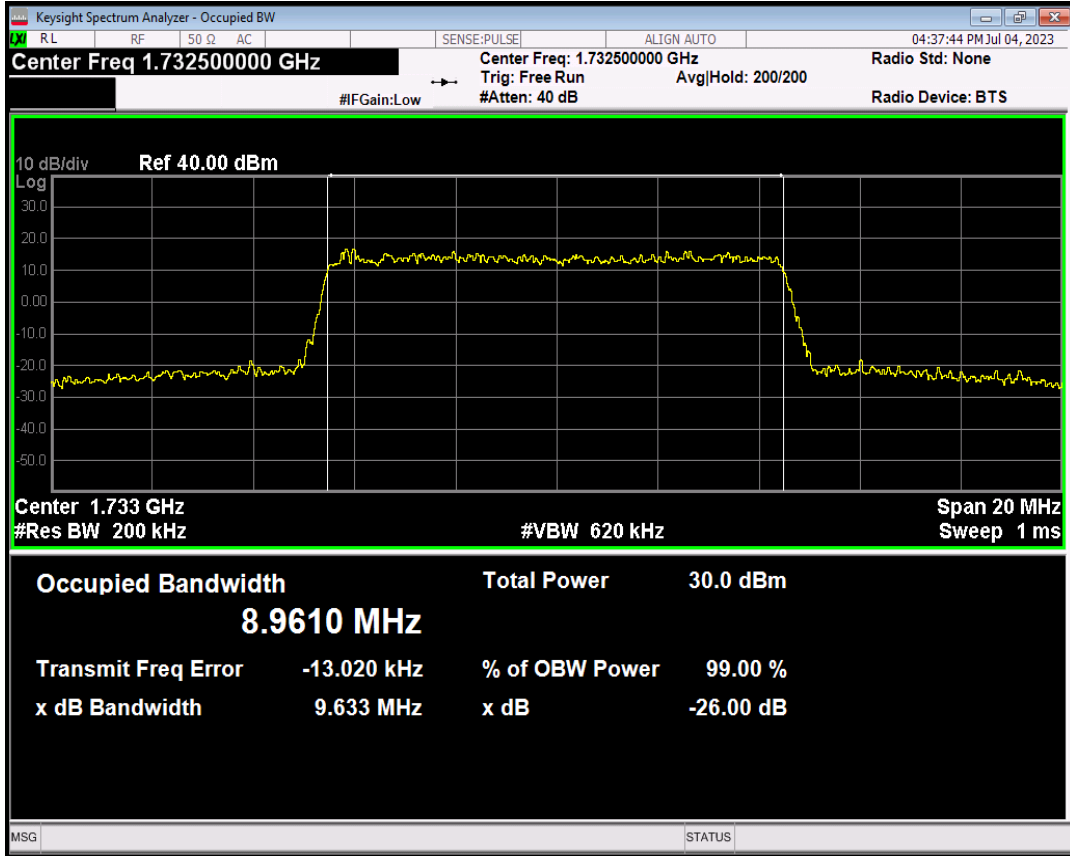 Keysight Spectrum Analyzer - Occupied BW
LXI RL RF 50 Ω AC SENSE:PULSE ALIGN AUTO 04:37:44 PM Jul 04, 2023
Center Freq 1.732500000 GHz
Center Freq: 1.732500000 GHz Radio Std: None
Trig: Free Run Avg|Hold: 200/200
#IFGain:Low #Atten: 40 dB Radio Device: BTS
10 dB/div Ref 40.00 dBm
Log
30.0
20.0
10.0
0.00
-10.0
-20.0
-30.0
-40.0
-50.0
Center 1.733 GHz Span 20 MHz
#Res BW 200 kHz #VBW 620 kHz Sweep 1 ms
Occupied Bandwidth Total Power 30.0 dBm
8.9610 MHz
Transmit Freq Error -13.020 kHz % of OBW Power 99.00 %
x dB Bandwidth 9.633 MHz x dB -26.00 dB
MSG STATUS